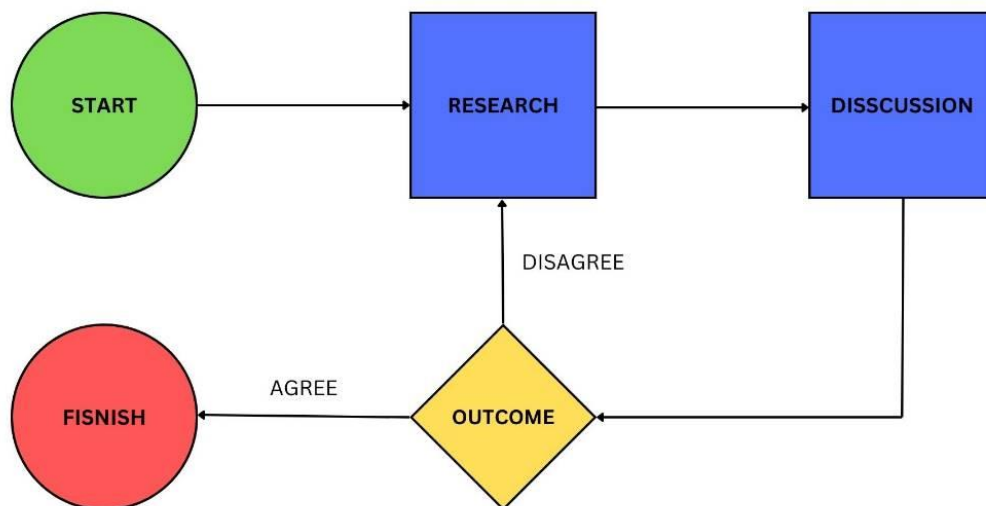 START
RESEARCH
DISSCUSSION
DISAGREE
AGREE
FISNISH
OUTCOME